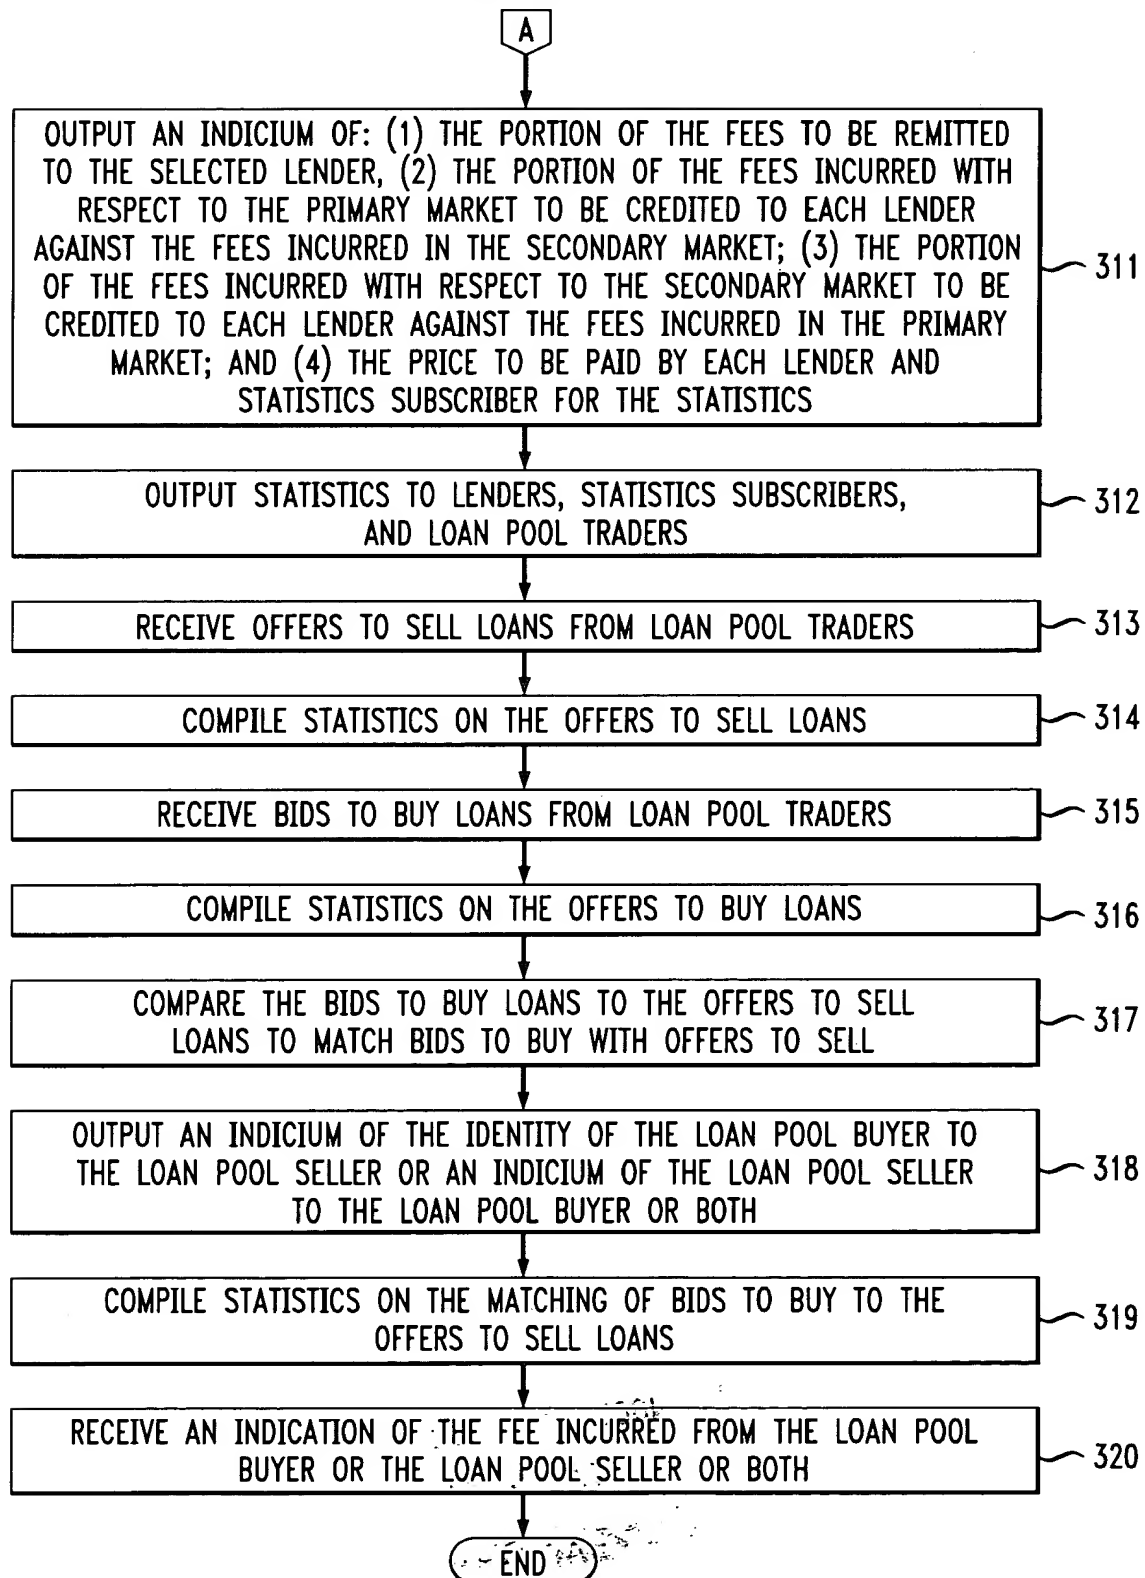 A
OUTPUT AN INDICIUM OF: (1) THE PORTION OF THE FEES TO BE REMITTED
TO THE SELECTED LENDER, (2) THE PORTION OF THE FEES INCURRED WITH
RESPECT TO THE PRIMARY MARKET TO BE CREDITED TO EACH LENDER
AGAINST THE FEES INCURRED IN THE SECONDARY MARKET; (3) THE PORTION
OF THE FEES INCURRED WITH RESPECT TO THE SECONDARY MARKET TO BE
CREDITED TO EACH LENDER AGAINST THE FEES INCURRED IN THE PRIMARY
MARKET; AND (4) THE PRICE TO BE PAID BY EACH LENDER AND
STATISTICS SUBSCRIBER FOR THE STATISTICS
311
OUTPUT STATISTICS TO LENDERS, STATISTICS SUBSCRIBERS,
AND LOAN POOL TRADERS
312
RECEIVE OFFERS TO SELL LOANS FROM LOAN POOL TRADERS
313
COMPILE STATISTICS ON THE OFFERS TO SELL LOANS
314
RECEIVE BIDS TO BUY LOANS FROM LOAN POOL TRADERS
315
COMPILE STATISTICS ON THE OFFERS TO BUY LOANS
316
COMPARE THE BIDS TO BUY LOANS TO THE OFFERS TO SELL
LOANS TO MATCH BIDS TO BUY WITH OFFERS TO SELL
317
OUTPUT AN INDICIUM OF THE IDENTITY OF THE LOAN POOL BUYER TO
THE LOAN POOL SELLER OR AN INDICIUM OF THE LOAN POOL SELLER
TO THE LOAN POOL BUYER OR BOTH
318
COMPILE STATISTICS ON THE MATCHING OF BIDS TO BUY TO THE
OFFERS TO SELL LOANS
319
RECEIVE AN INDICATION OF THE FEE INCURRED FROM THE LOAN POOL
BUYER OR THE LOAN POOL SELLER OR BOTH
320
END